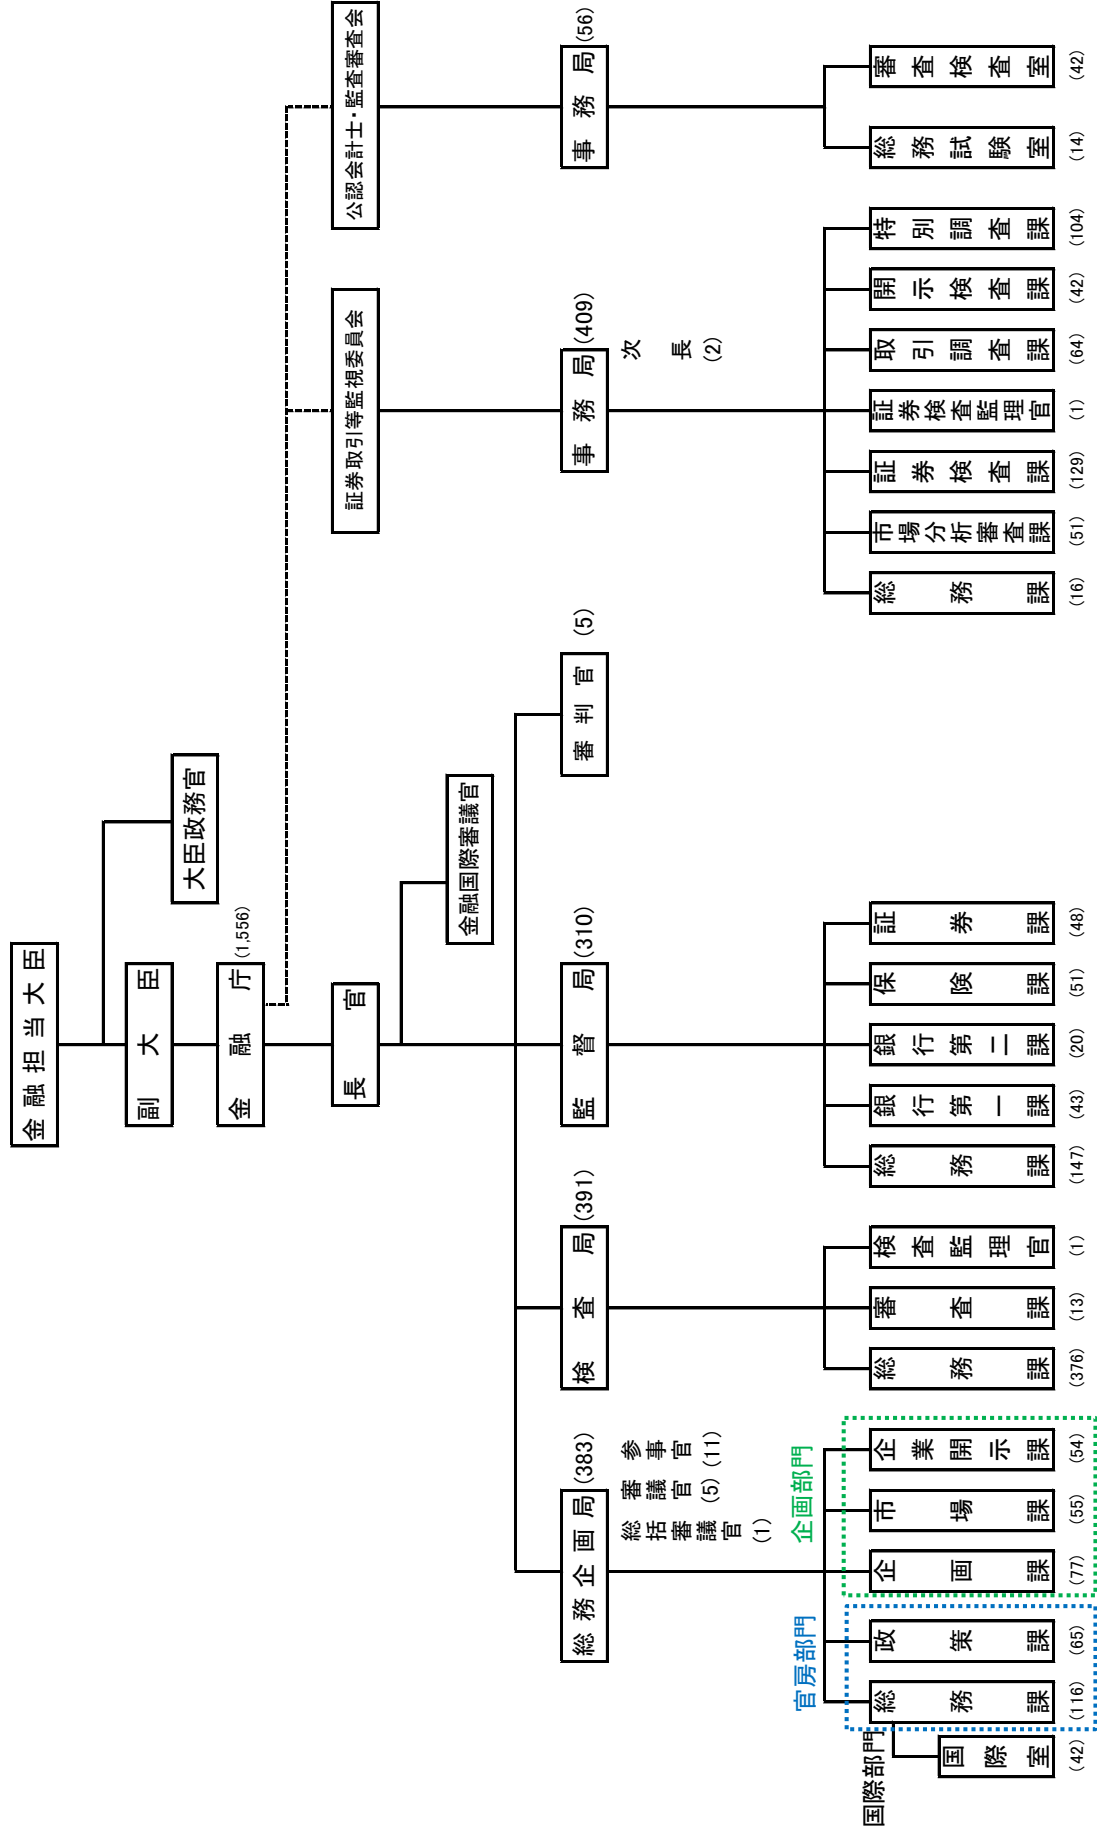 金融担当大臣
副大臣
大臣政務官
金融庁 (1,556)
長官
金融国際審議官
証券取引等監視委員会
公認会計士・監査審査会
総務企画局 (383)
総括審議官 (1)
審議官 (5)
参事官 (11)
検査局 (391)
監督局 (310)
審判官 (5)
事務局 (409)
次長 (2)
事務局 (56)
国際部門
官房部門
企画部門
国際室 (42)
総務課 (116)
政策課 (65)
企画課 (77)
市場課 (55)
企業開示課 (54)
総務課 (376)
審査課 (13)
検査監理官 (1)
総務課 (147)
銀行第一課 (43)
銀行第二課 (20)
保険課 (51)
証券課 (48)
総務課 (16)
市場分析審査課 (51)
証券検査課 (129)
証券検査監理官 (1)
取引調査課 (64)
開示検査課 (42)
特別調査課 (104)
総務試験室 (14)
審査検査室 (42)